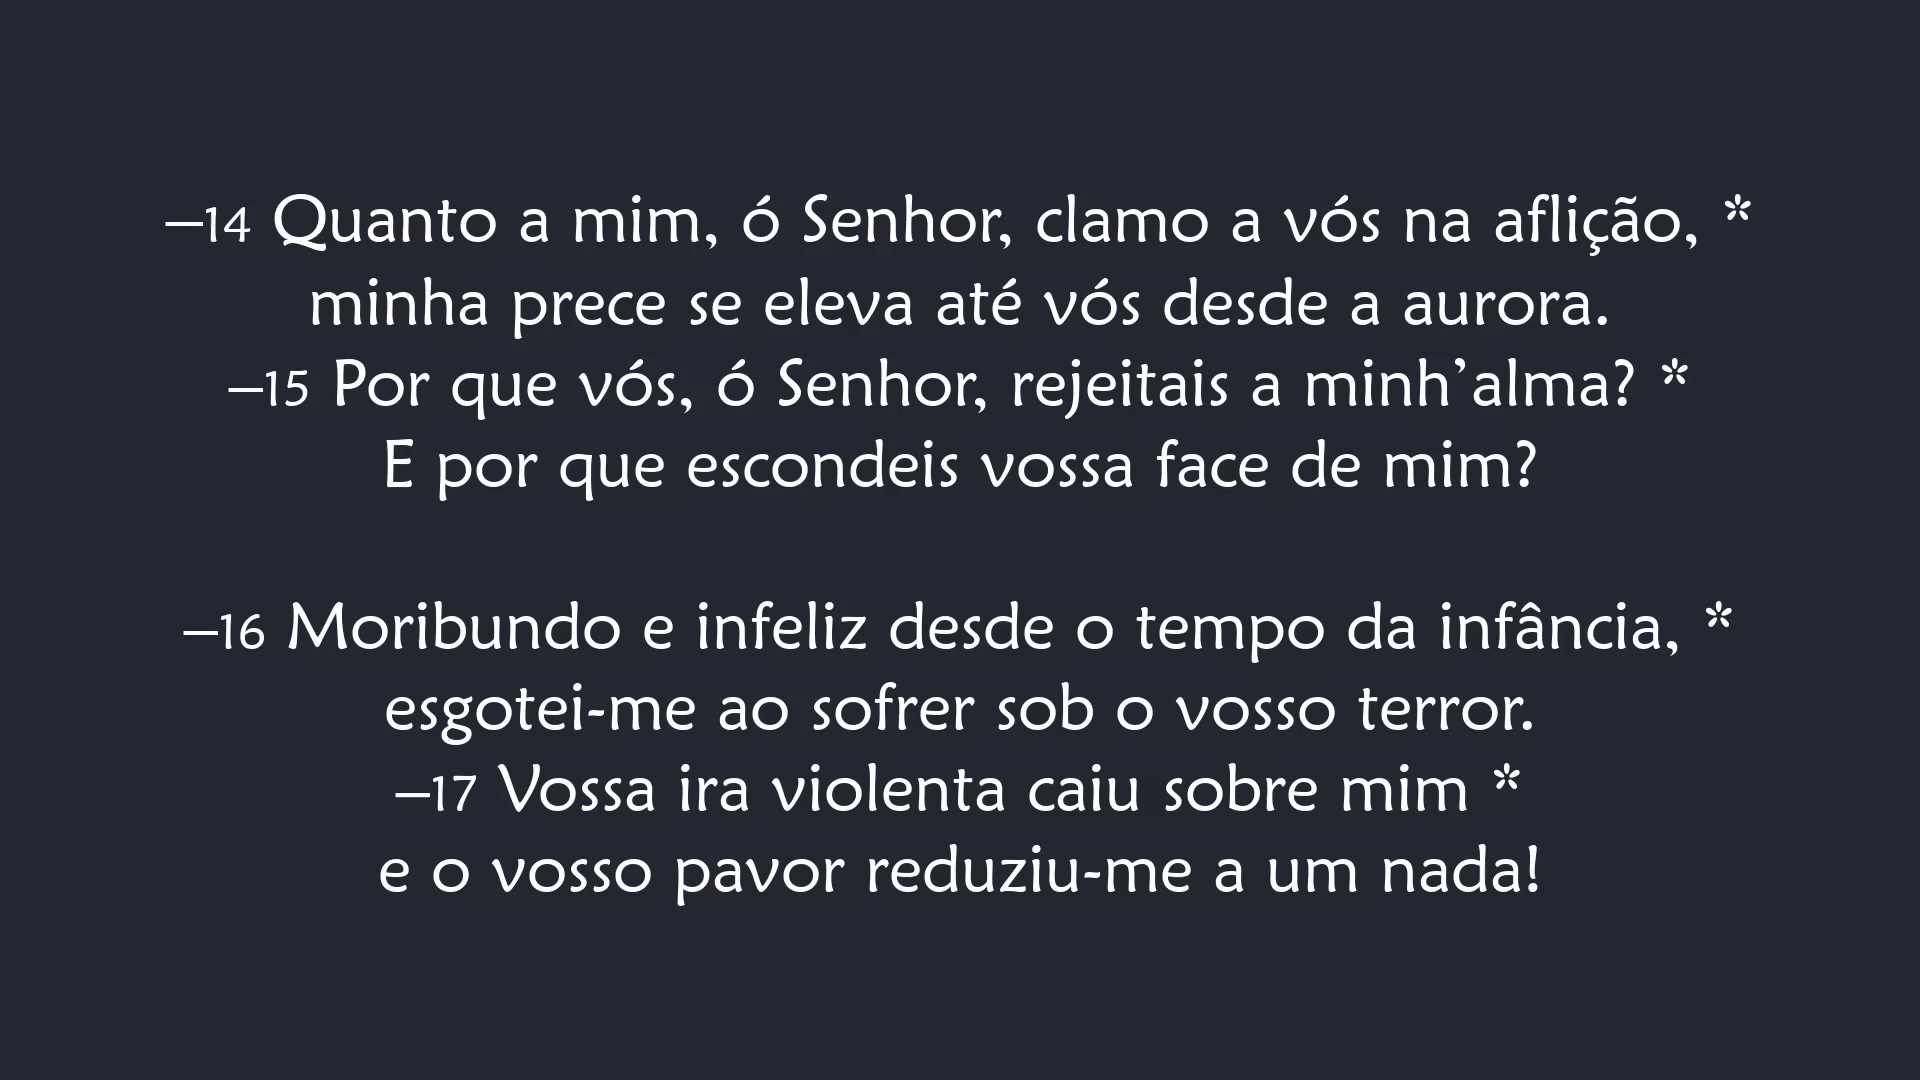 –14 Quanto a mim, ó Senhor, clamo a vós na aflição, *
minha prece se eleva até vós desde a aurora.
–15 Por que vós, ó Senhor, rejeitais a minh’alma? *
E por que escondeis vossa face de mim?
–16 Moribundo e infeliz desde o tempo da infância, *
esgotei-me ao sofrer sob o vosso terror.
–17 Vossa ira violenta caiu sobre mim *
e o vosso pavor reduziu-me a um nada!